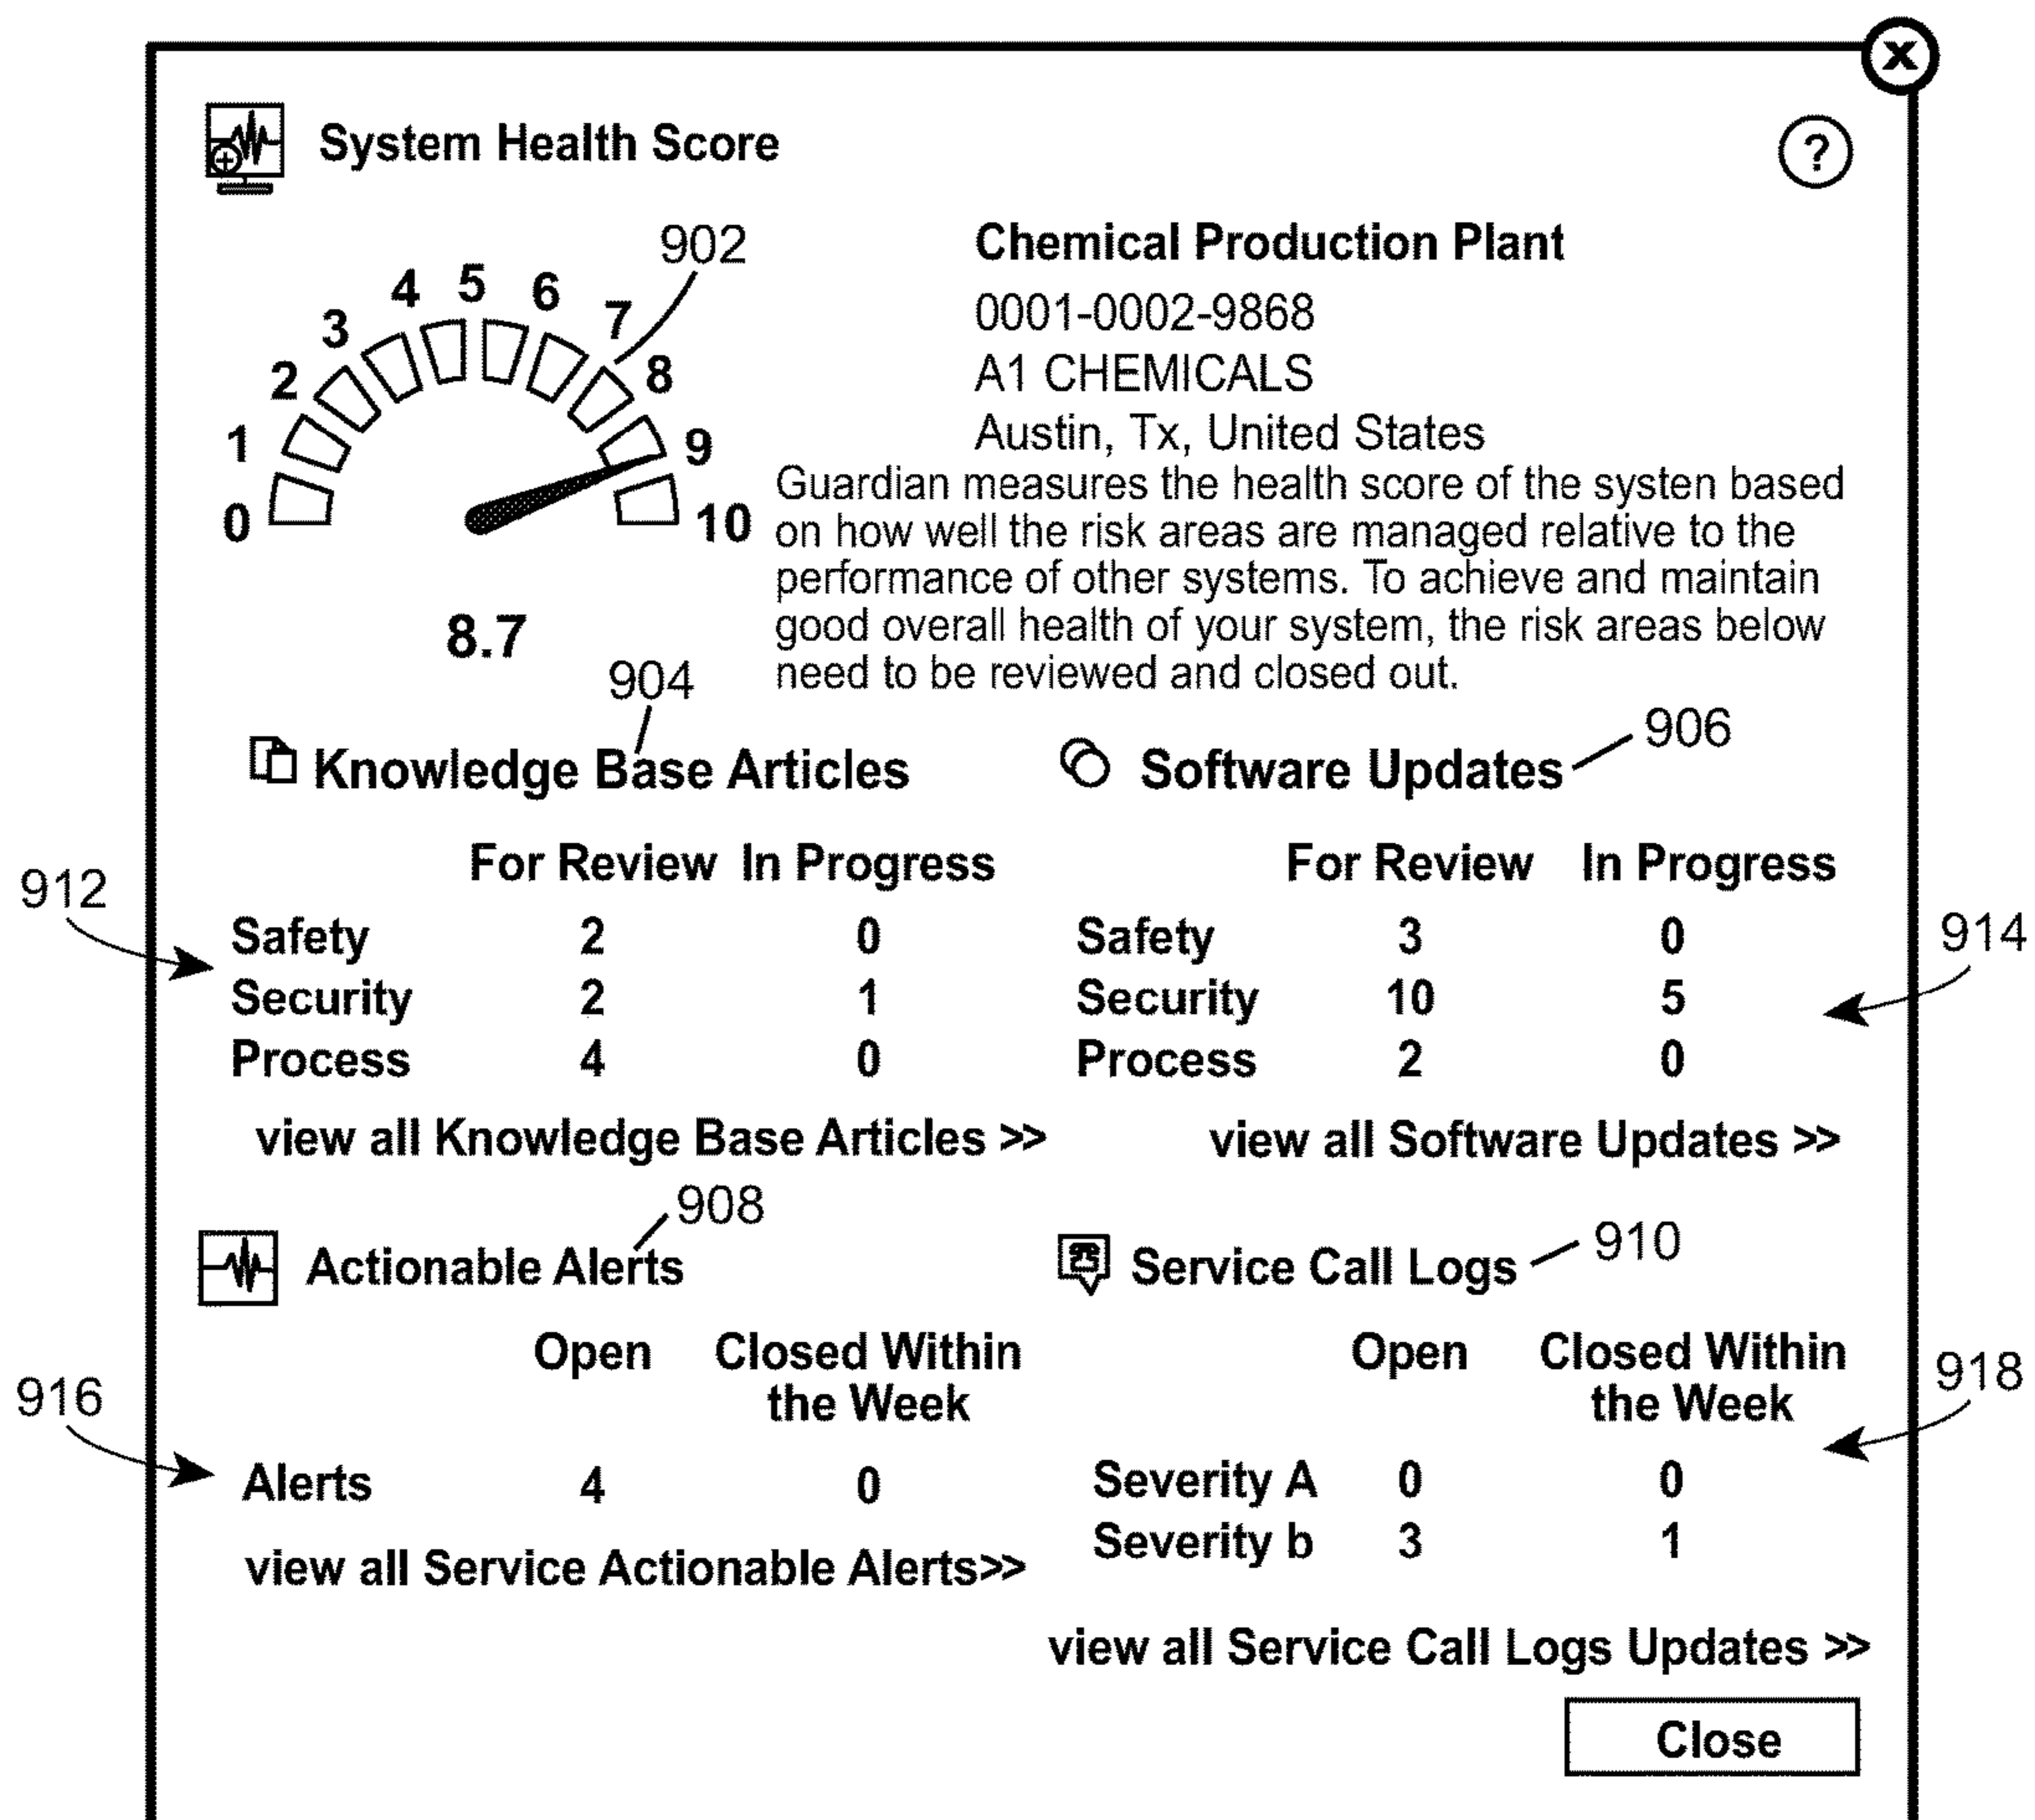 X
System Health Score
?
902
0
1
2
3
4
5
6
7
8
9
10
8.7
Chemical Production Plant
0001-0002-9868
A1 CHEMICALS
Austin, Tx, United States
Guardian measures the health score of the systen based
on how well the risk areas are managed relative to the
performance of other systems. To achieve and maintain
good overall health of your system, the risk areas below
need to be reviewed and closed out.
904
Knowledge Base Articles
For Review In Progress
912
Safety 2 0
Security 2 1
Process 4 0
view all Knowledge Base Articles >>
906
Software Updates
For Review In Progress
914
Safety 3 0
Security 10 5
Process 2 0
view all Software Updates >>
908
Actionable Alerts
Open Closed Within
the Week
916
Alerts 4 0
view all Service Actionable Alerts>>
910
Service Call Logs
Open Closed Within
the Week
918
Severity A 0 0
Severity b 3 1
view all Service Call Logs Updates >>
Close